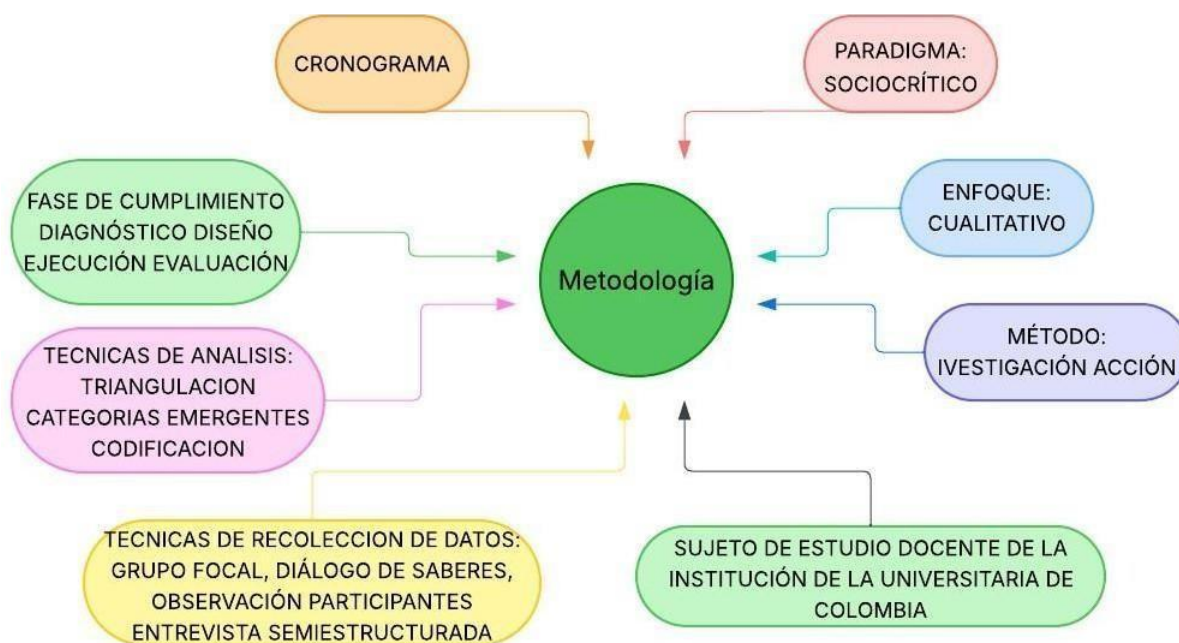 CRONOGRAMA
PARADIGMA:
SOCIOCRÍTICO
FASE DE CUMPLIMIENTO
DIAGNÓSTICO DISEÑO
EJECUCIÓN EVALUACIÓN
ENFOQUE:
CUALITATIVO
Metodología
TECNICAS DE ANALISIS:
TRIANGULACION
CATEGORIAS EMERGENTES
CODIFICACION
MÉTODO:
IVESTIGACIÓN ACCIÓN
TECNICAS DE RECOLECCION DE DATOS:
GRUPO FOCAL, DIÁLOGO DE SABERES,
OBSERVACIÓN PARTICIPANTES
ENTREVISTA SEMIESTRUCTURADA
SUJETO DE ESTUDIO DOCENTE DE LA
INSTITUCIÓN DE LA UNIVERSITARIA DE
COLOMBIA